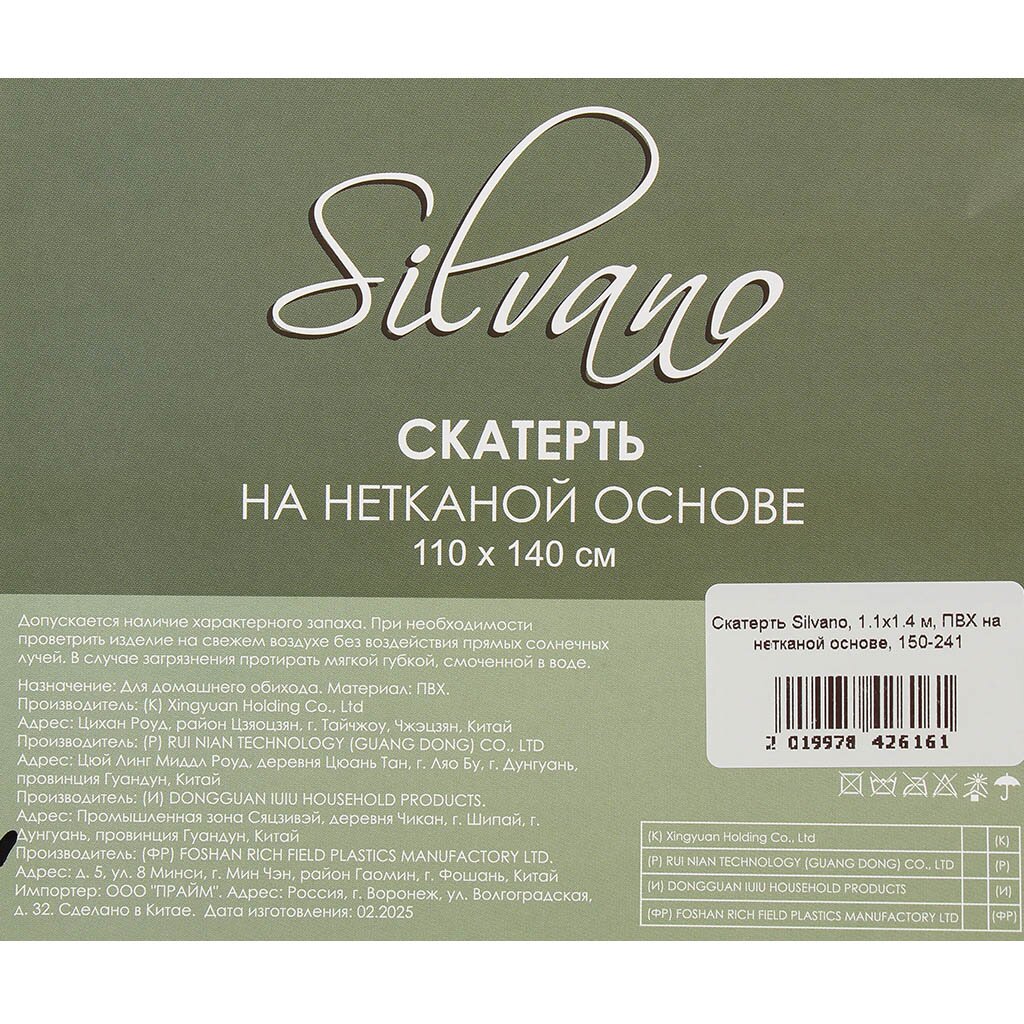 Silvano
СКАТЕРТЬ
НА НЕТКАНОЙ ОСНОВЕ
110 х 140 см
Допускается наличие характерного запаха. При необходимости
проветрить изделие на свежем воздухе без воздействия прямых солнечных
лучей. В случае загрязнения протирать мягкой губкой, смоченной в воде.
Назначение: Для домашнего обихода. Материал: ПВХ.
Производитель: (К) Xingyuan Holding Co., Ltd
Адрес: Цихан Роуд, район Цзяоцзян, г. Тайчжоу, Чжэцзян, Китай
Производитель: (Р) RUI NIAN TECHNOLOGY (GUANG DONG) CO., LTD
Адрес: Цюй Линг Миддл Роуд, деревня Цюань Тан, г. Ляо Бу, г. Дунгуань,
провинция Гуандун, Китай
Производитель: (И) DONGGUAN IUIU HOUSEHOLD PRODUCTS.
Адрес: Промышленная зона Сяцзивэй, деревня Чикан, г. Шипай, г.
Дунгуань, провинция Гуандун, Китай
Производитель: (ФР) FOSHAN RICH FIELD PLASTICS MANUFACTORY LTD.
Адрес: д. 5, ул. 8 Минси, г. Мин Чэн, район Гаомин, г. Фошань, Китай
Импортер: ООО "ПРАЙМ". Адрес: Россия, г. Воронеж, ул. Волгоградская,
д. 32. Сделано в Китае. Дата изготовления: 02.2025
Скатерть Silvano, 1.1х1.4 м, ПВХ на
нетканой основе, 150-241
2 019978 426161
(К) Xingyuan Holding Co., Ltd (К)
(Р) RUI NIAN TECHNOLOGY (GUANG DONG) CO., LTD (Р)
(И) DONGGUAN IUIU HOUSEHOLD PRODUCTS (И)
(ФР) FOSHAN RICH FIELD PLASTICS MANUFACTORY LTD (ФР)